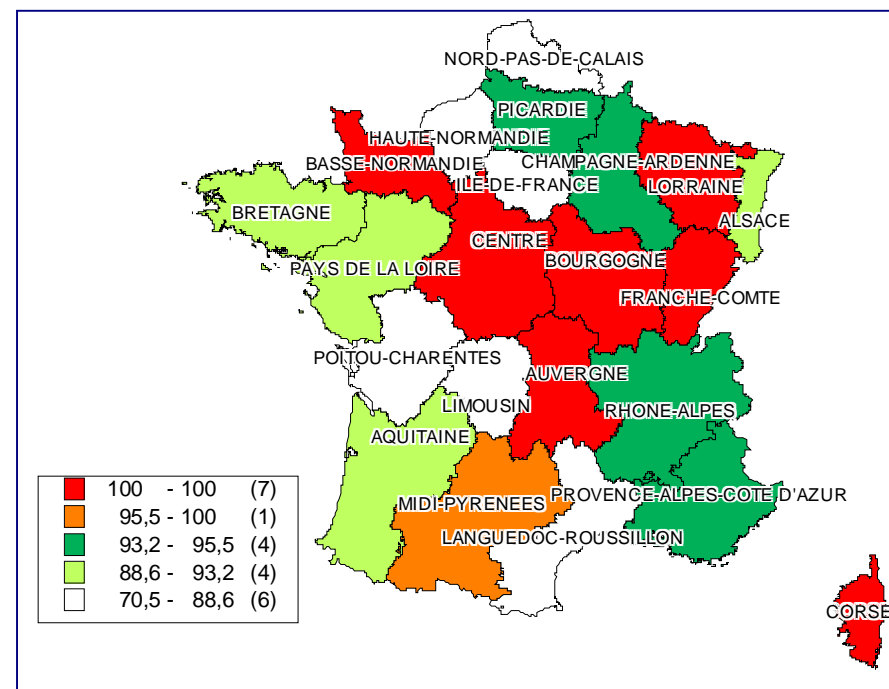 NORD-PAS-DE-CALAIS
PICARDIE
HAUTE-NORMANDIE
BASSE-NORMANDIE
CHAMPAGNE-ARDENNE
ILE-DE-FRANCE
LORRAINE
BRETAGNE
ALSACE
CENTRE
BOURGOGNE
PAYS DE LA LOIRE
FRANCHE-COMTE
POITOU-CHARENTES
AUVERGNE
LIMOUSIN
RHONE-ALPES
AQUITAINE
MIDI-PYRENEES
PROVENCE-ALPES-COTE D'AZUR
LANGUEDOC-ROUSSILLON
CORSE
100 - 100 (7)
95,5 - 100 (1)
93,2 - 95,5 (4)
88,6 - 93,2 (4)
70,5 - 88,6 (6)